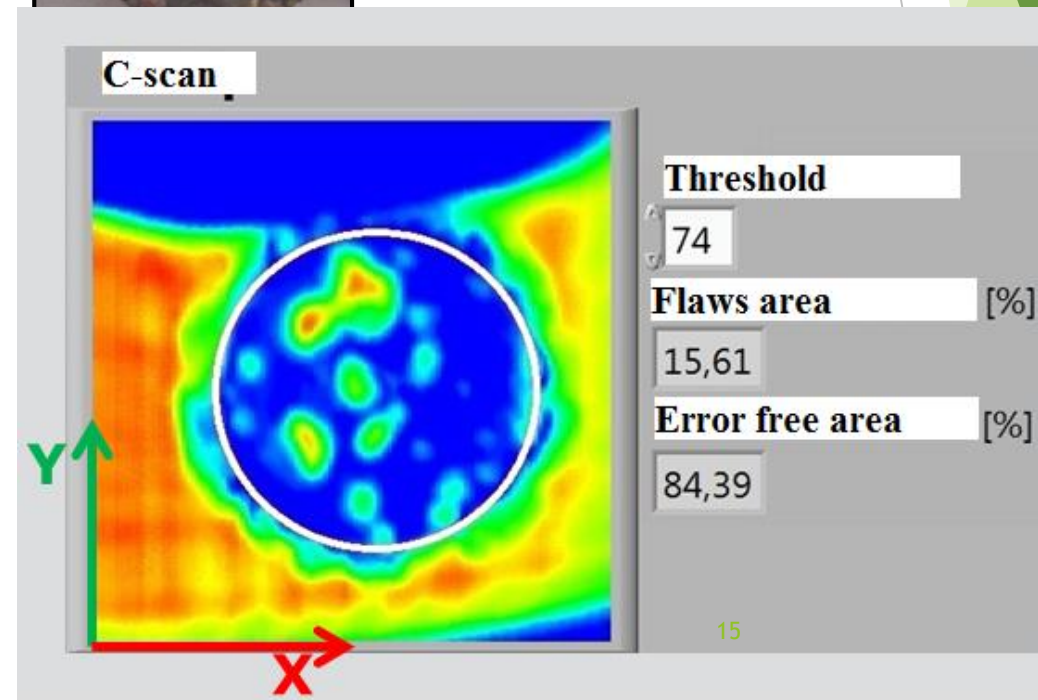 C-scan
Threshold
74
Flaws area [%]
15,61
Error free area [%]
84,39
Y
X
15